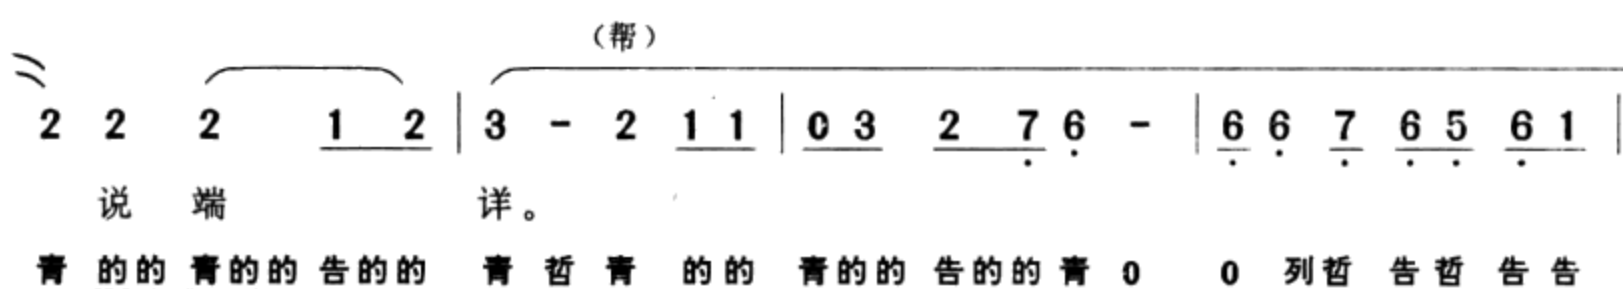 （帮）
2 2 2 1 2 | 3 - 2 1 1 | 0 3 2 7 6 - | 6 6 7 6 5 6 1 |
说 端 详。
青 的的 青的的 告的的 青 哲 青 的的 青的的 告的的 青 0 0 列哲 告哲 告告